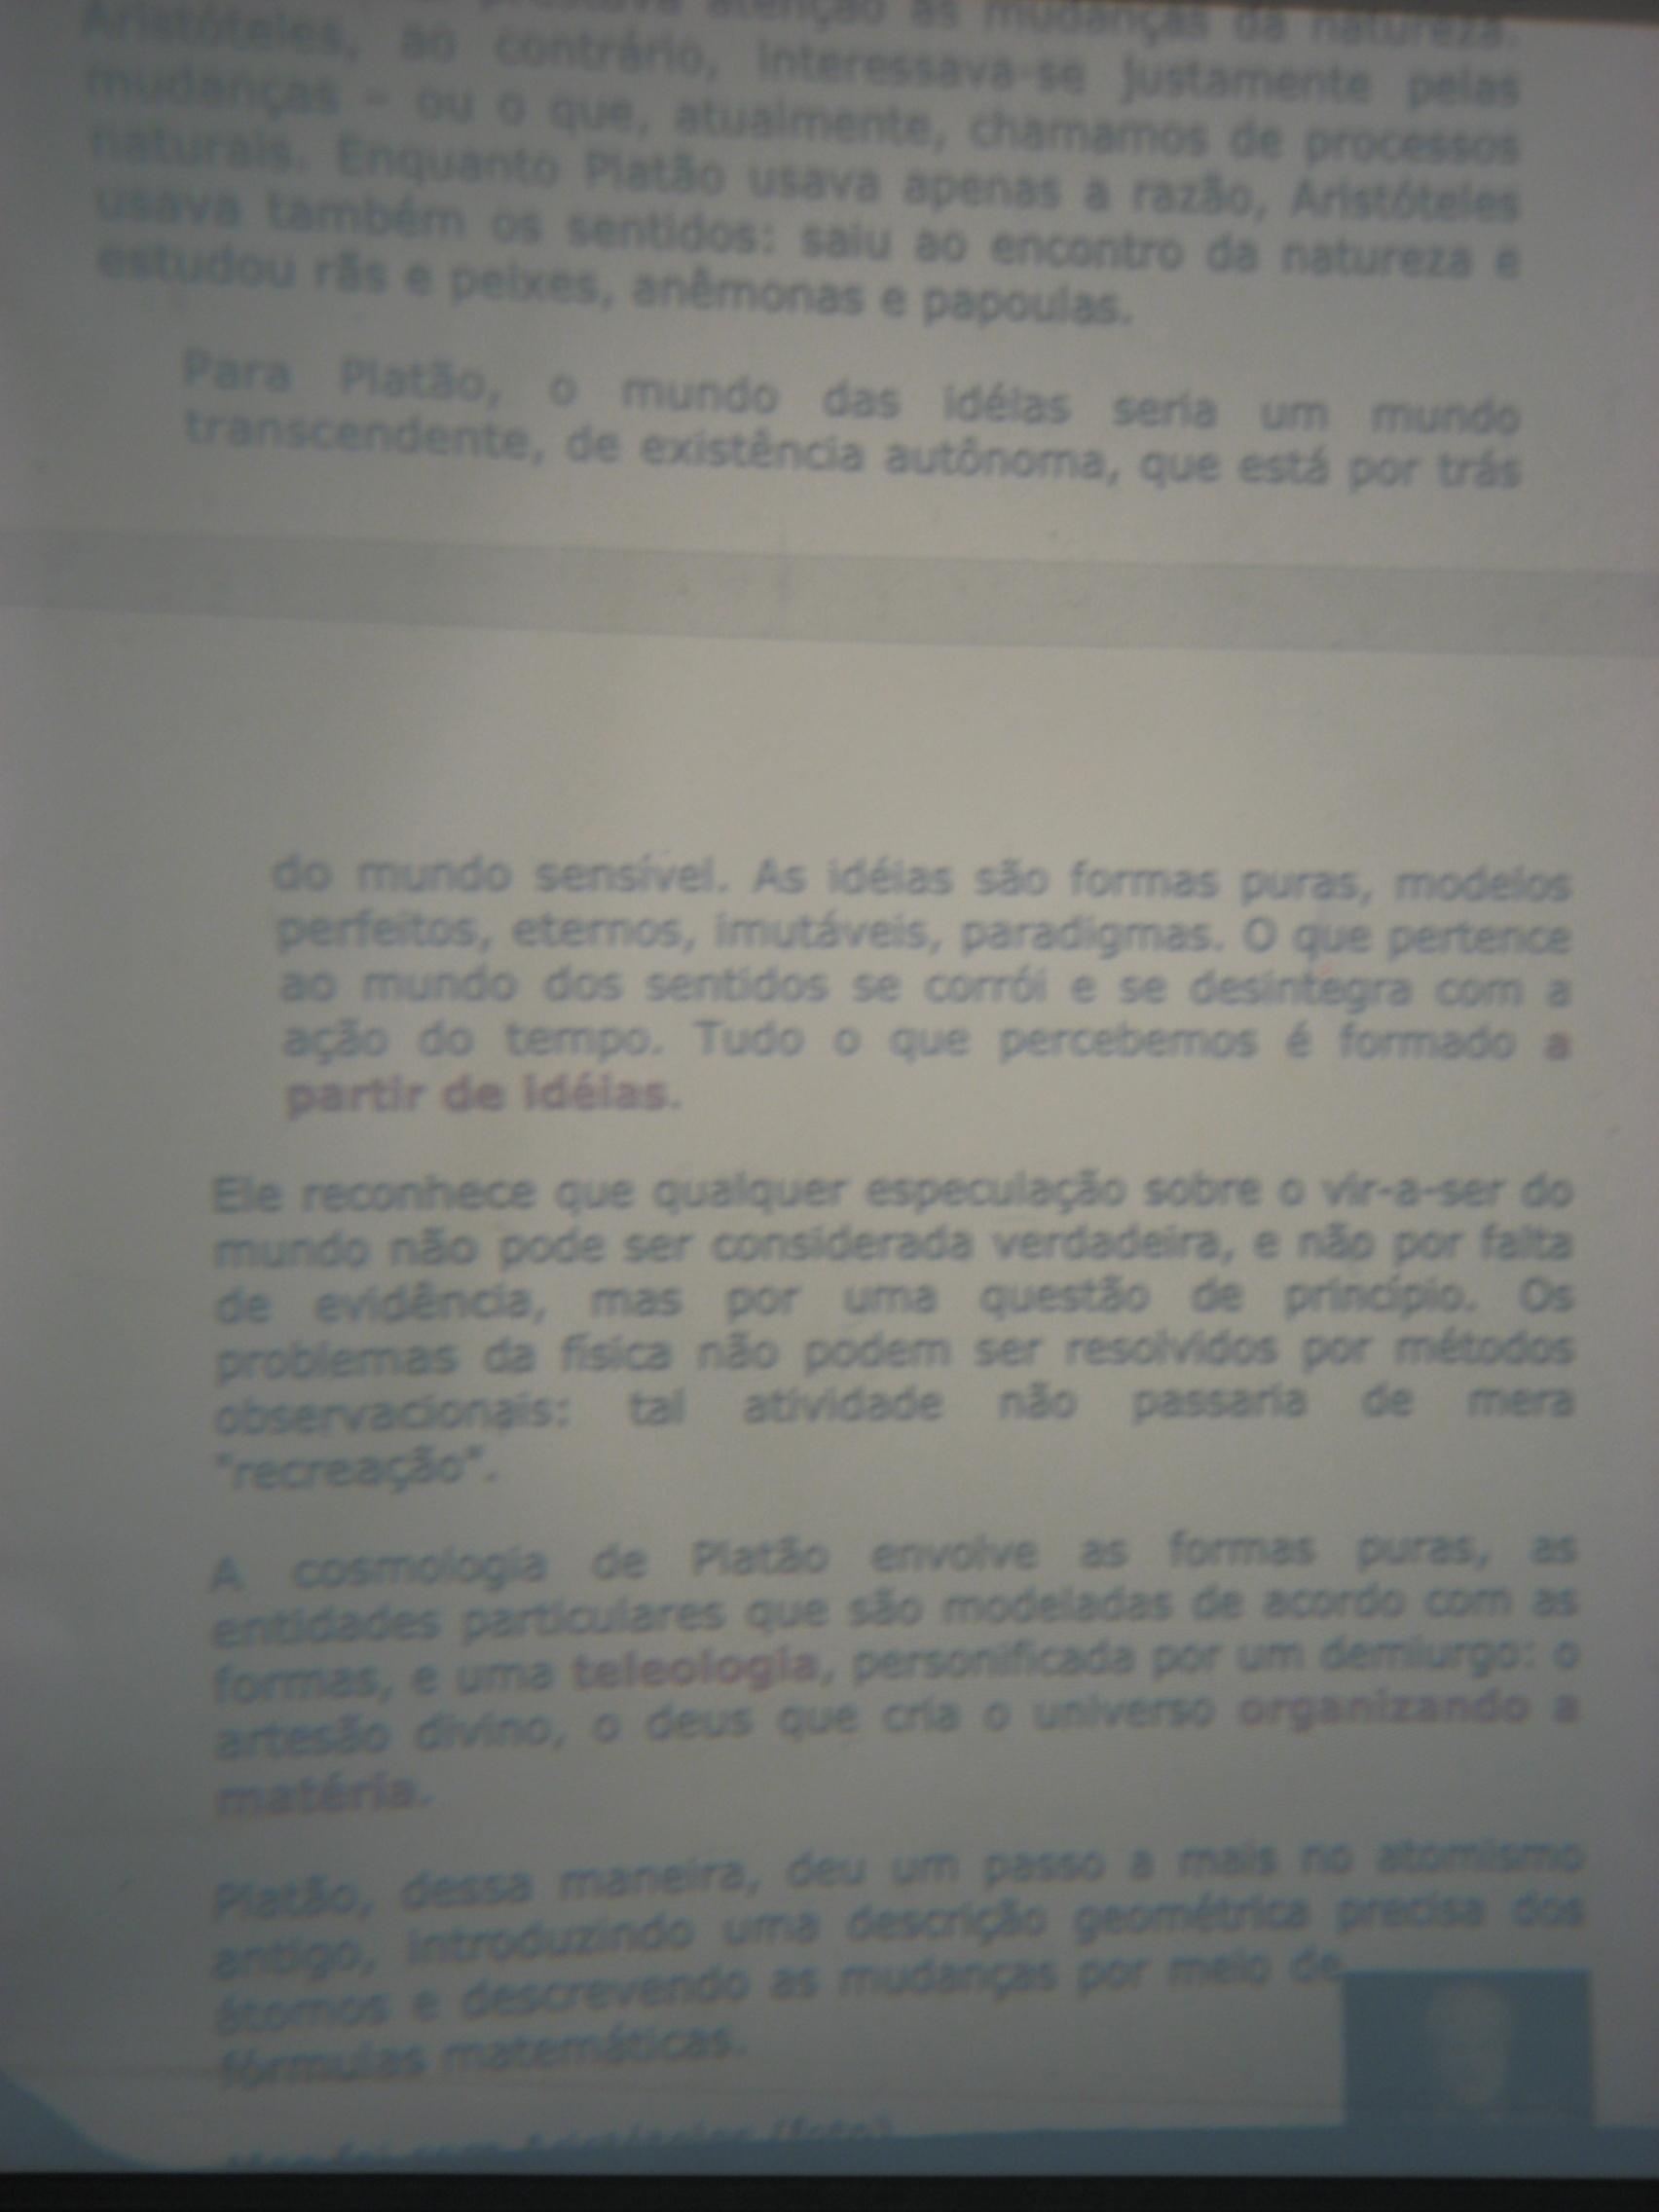 prestava atenção às mudanças da natureza.
Aristóteles, ao contrário, interessava-se justamente pelas
mudanças – ou o que, atualmente, chamamos de processos
naturais. Enquanto Platão usava apenas a razão, Aristóteles
usava também os sentidos: saiu ao encontro da natureza e
estudou rãs e peixes, anêmonas e papoulas.
Para Platão, o mundo das idéias seria um mundo
transcendente, de existência autônoma, que está por trás
do mundo sensível. As idéias são formas puras, modelos
perfeitos, eternos, imutáveis, paradigmas. O que pertence
ao mundo dos sentidos se corrói e se desintegra com a
ação do tempo. Tudo o que percebemos é formado a
partir de idéias.
Ele reconhece que qualquer especulação sobre o vir-a-ser do
mundo não pode ser considerada verdadeira, e não por falta
de evidência, mas por uma questão de princípio. Os
problemas da física não podem ser resolvidos por métodos
observacionais: tal atividade não passaria de mera
"recreação".
A cosmologia de Platão envolve as formas puras, as
entidades particulares que são modeladas de acordo com as
formas, e uma teleologia, personificada por um demiurgo: o
artesão divino, o deus que cria o universo organizando a
matéria.
Platão, dessa maneira, deu um passo a mais no atomismo
antigo, introduzindo uma descrição geométrica precisa dos
átomos e descrevendo as mudanças por meio de
fórmulas matemáticas.
Aristóteles (foto)